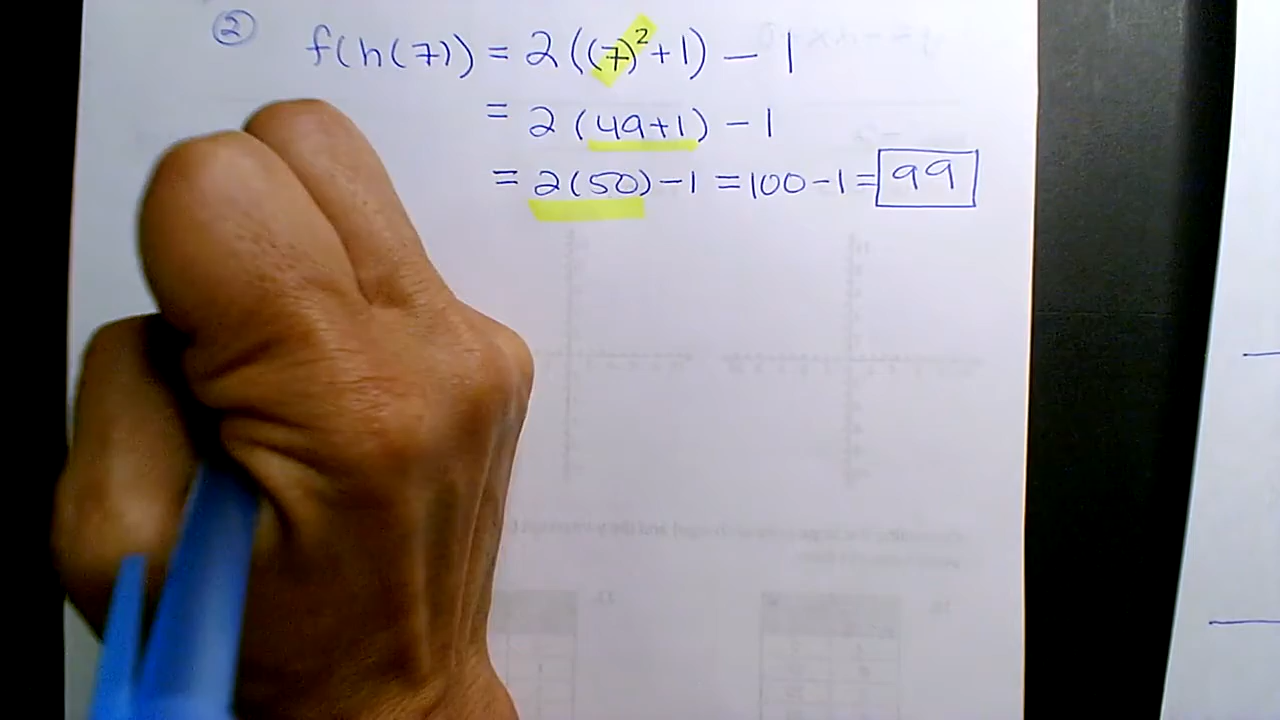 ② f(h(7)) = 2((7)²+1) − 1
= 2(49+1) − 1
= 2(50) − 1 = 100 − 1 = 99